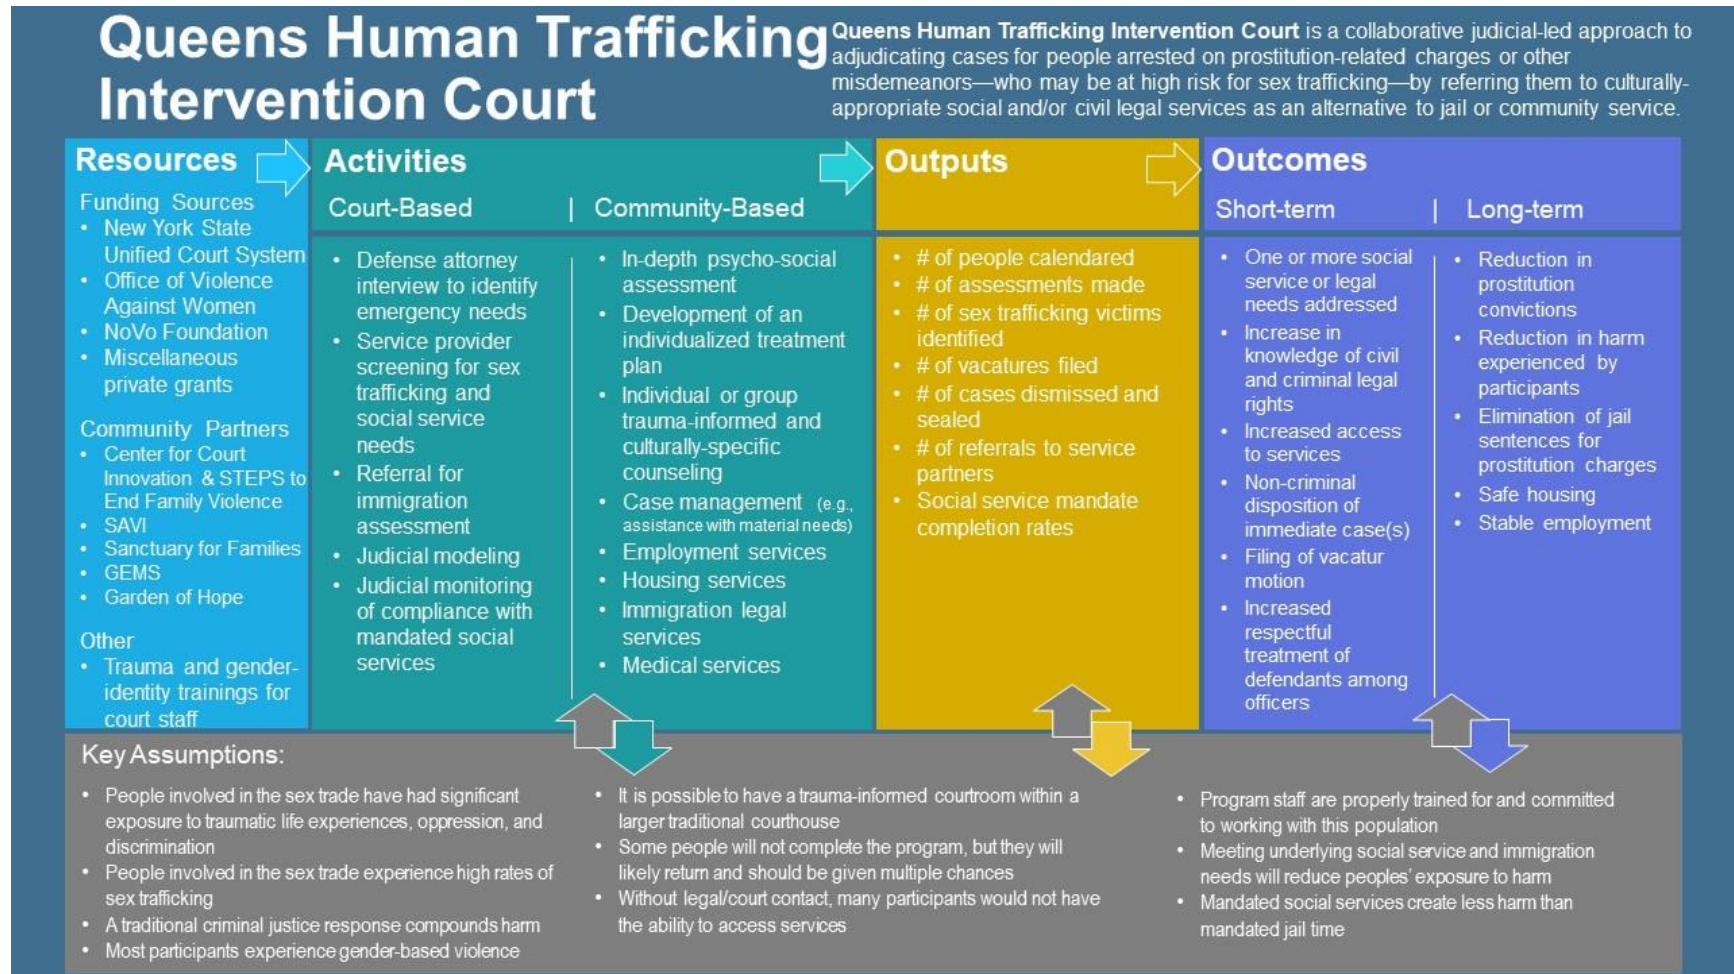 Queens Human Trafficking
Intervention Court
Queens Human Trafficking Intervention Court is a collaborative judicial-led approach to
adjudicating cases for people arrested on prostitution-related charges or other
misdemeanors—who may be at high risk for sex trafficking—by referring them to culturally-
appropriate social and/or civil legal services as an alternative to jail or community service.
Resources
Funding Sources
• New York State
Unified Court System
• Office of Violence
Against Women
• NoVo Foundation
• Miscellaneous
private grants
Community Partners
• Center for Court
Innovation & STEPS to
End Family Violence
• SAVI
• Sanctuary for Families
• GEMS
• Garden of Hope
Other
• Trauma and gender-
identity trainings for
court staff
Activities
Court-Based | Community-Based
• Defense attorney
interview to identify
emergency needs
• Service provider
screening for sex
trafficking and
social service
needs
• Referral for
immigration
assessment
• Judicial modeling
• Judicial monitoring
of compliance with
mandated social
services
• In-depth psycho-social
assessment
• Development of an
individualized treatment
plan
• Individual or group
trauma-informed and
culturally-specific
counseling
• Case management (e.g.,
assistance with material needs)
• Employment services
• Housing services
• Immigration legal
services
• Medical services
Outputs
• # of people calendared
• # of assessments made
• # of sex trafficking victims
identified
• # of vacatures filed
• # of cases dismissed and
sealed
• # of referrals to service
partners
• Social service mandate
completion rates
Outcomes
Short-term | Long-term
• One or more social
service or legal
needs addressed
• Increase in
knowledge of civil
and criminal legal
rights
• Increased access
to services
• Non-criminal
disposition of
immediate case(s)
• Filing of vacatur
motion
• Increased
respectful
treatment of
defendants among
officers
• Reduction in
prostitution
convictions
• Reduction in harm
experienced by
participants
• Elimination of jail
sentences for
prostitution charges
• Safe housing
• Stable employment
Key Assumptions:
• People involved in the sex trade have had significant
exposure to traumatic life experiences, oppression, and
discrimination
• People involved in the sex trade experience high rates of
sex trafficking
• A traditional criminal justice response compounds harm
• Most participants experience gender-based violence
• It is possible to have a trauma-informed courtroom within a
larger traditional courthouse
• Some people will not complete the program, but they will
likely return and should be given multiple chances
• Without legal/court contact, many participants would not have
the ability to access services
• Program staff are properly trained for and committed
to working with this population
• Meeting underlying social service and immigration
needs will reduce peoples’ exposure to harm
• Mandated social services create less harm than
mandated jail time